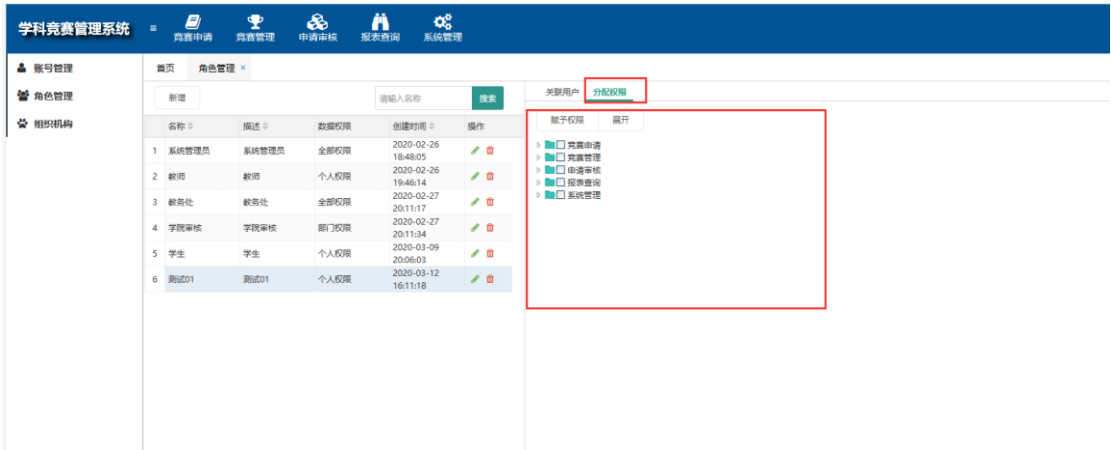 学科竞赛管理系统
竞赛申请 竞赛管理 申请审核 报表查询 系统管理
账号管理
角色管理
组织机构
首页 角色管理 ×
新增 请输入名称 搜索
名称 描述 数据权限 创建时间 操作
1 系统管理员 系统管理员 全部权限 2020-02-26 18:48:05
2 教师 教师 个人权限 2020-02-26 19:46:14
3 教务处 教务处 全部权限 2020-02-27 20:11:17
4 学院审核 学院审核 部门权限 2020-02-27 20:11:34
5 学生 学生 个人权限 2020-03-09 20:06:03
6 测试01 测试01 个人权限 2020-03-12 16:11:18
关联用户 分配权限
赋予权限 展开
竞赛申请
竞赛管理
申请审核
报表查询
系统管理